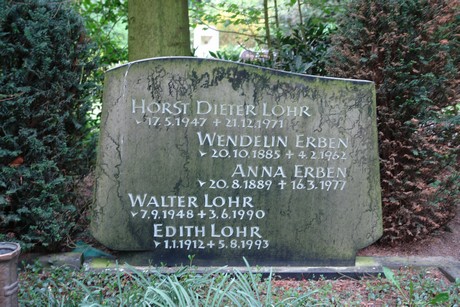 Horst Dieter Lohr
* 17.5.1947 + 21.12.1971
Wendelin Erben
* 20.10.1885 + 4.2.1962
Anna Erben
* 20.8.1889 + 16.3.1977
Walter Lohr
* 7.9.1948 + 3.6.1990
Edith Lohr
* 1.1.1912 + 5.8.1993